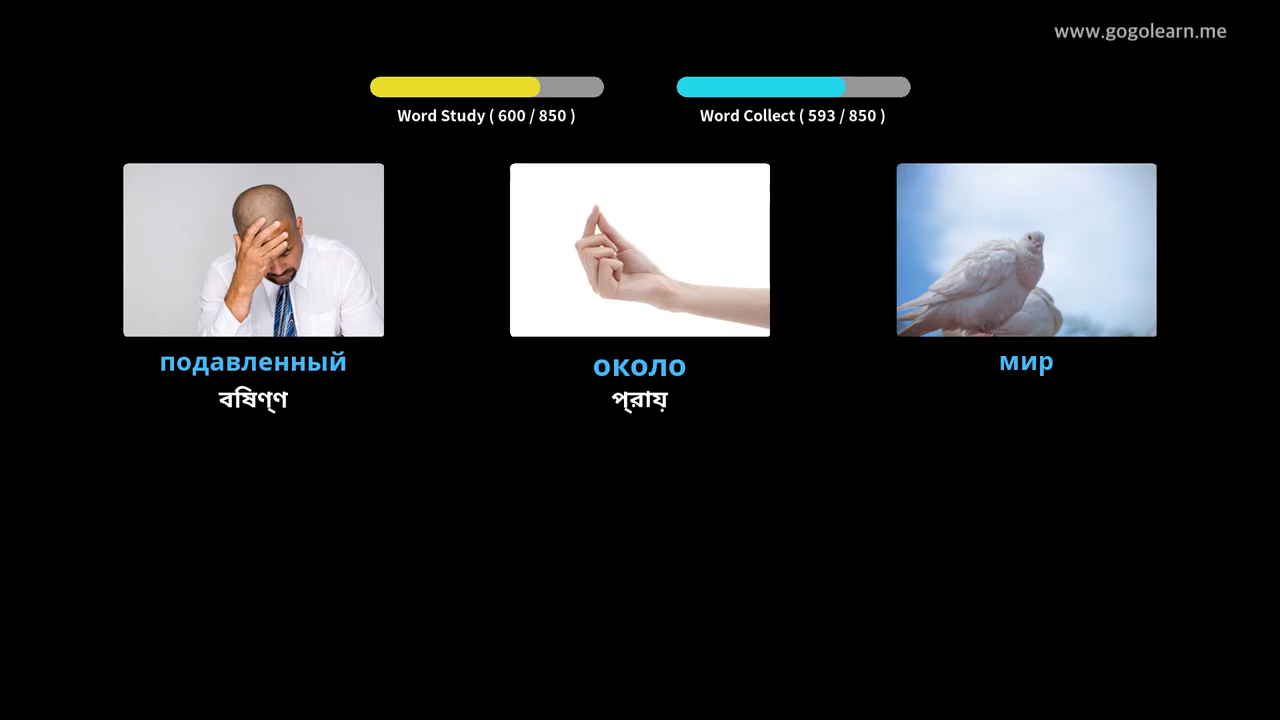 www.gogolearn.me
Word Study ( 600 / 850 )
Word Collect ( 593 / 850 )
подавленный
около
мир
বিষণ্ণ
প্রায়